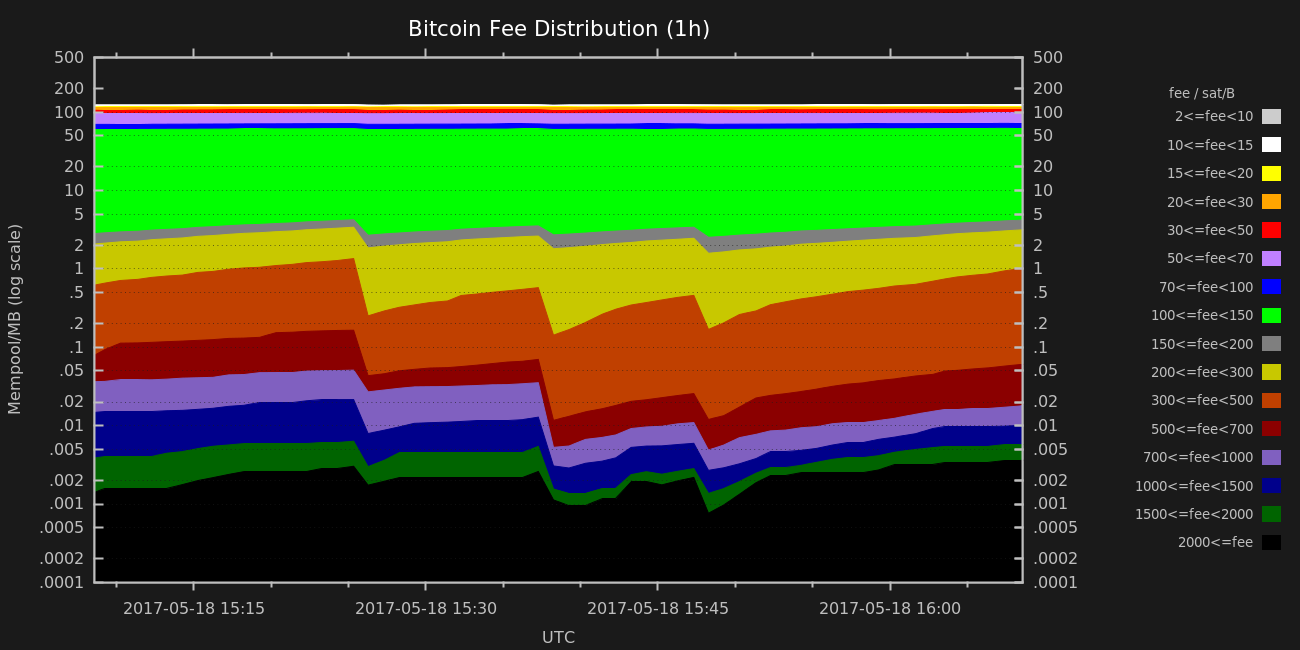 Bitcoin Fee Distribution (1h)
500 500
200 200
100 100
50 50
20 20
10 10
5 5
2 2
1 1
.5 .5
.2 .2
.1 .1
.05 .05
.02 .02
.01 .01
.005 .005
.002 .002
.001 .001
.0005 .0005
.0002 .0002
.0001 .0001
Mempool/MB (log scale)
2017-05-18 15:15 2017-05-18 15:30 2017-05-18 15:45 2017-05-18 16:00
UTC
fee / sat/B
2<=fee<10
10<=fee<15
15<=fee<20
20<=fee<30
30<=fee<50
50<=fee<70
70<=fee<100
100<=fee<150
150<=fee<200
200<=fee<300
300<=fee<500
500<=fee<700
700<=fee<1000
1000<=fee<1500
1500<=fee<2000
2000<=fee